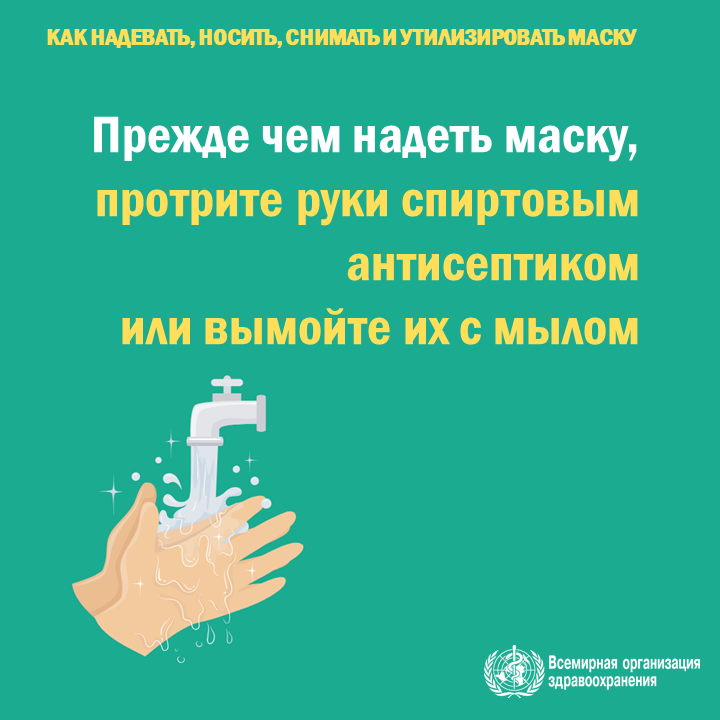 КАК НАДЕВАТЬ, НОСИТЬ, СНИМАТЬ И УТИЛИЗИРОВАТЬ МАСКУ
Прежде чем надеть маску,
протрите руки спиртовым
антисептиком
или вымойте их с мылом
Всемирная организация
здравоохранения